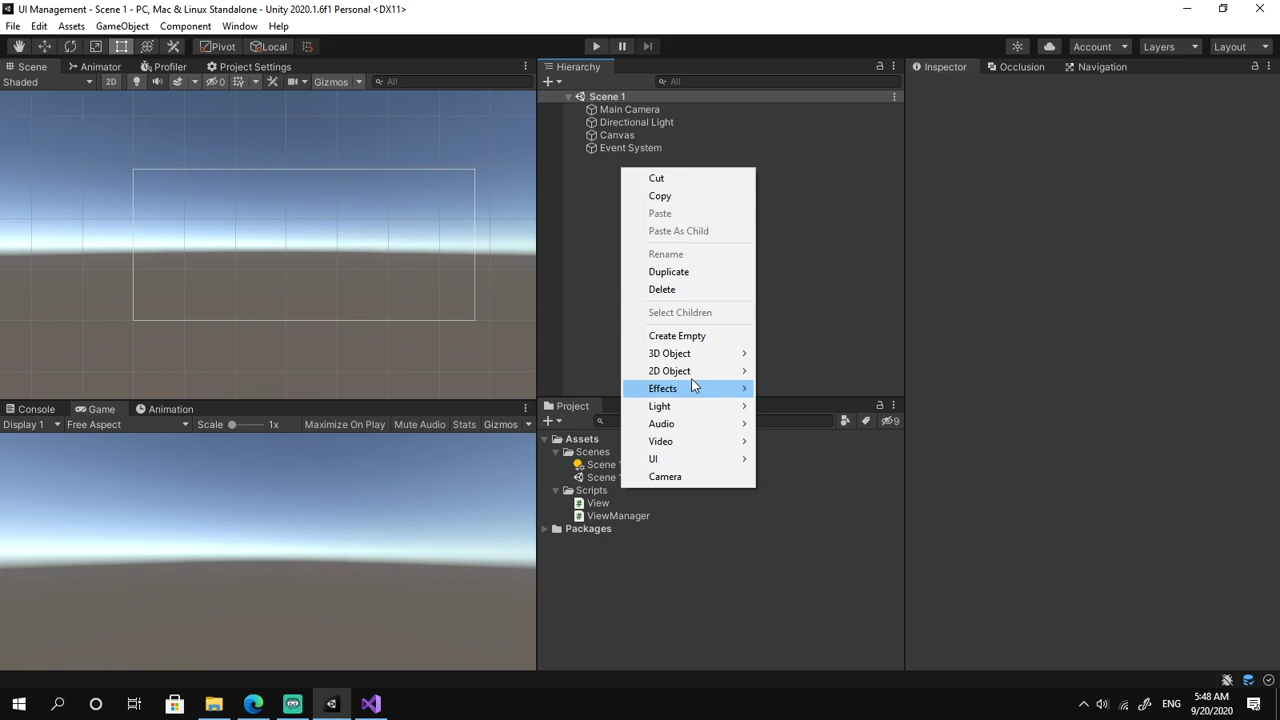 UI Management - Scene 1 - PC, Mac & Linux Standalone - Unity 2020.1.6f1 Personal <DX11>
File Edit Assets GameObject Component Window Help
Pivot Local Account Layers Layout
Scene Animator Profiler Project Settings
Shaded 2D 0 Gizmos All
Hierarchy
All
Scene 1
Main Camera
Directional Light
Canvas
Event System
Cut
Copy
Paste
Paste As Child
Rename
Duplicate
Delete
Select Children
Create Empty
3D Object
2D Object
Effects
Light
Audio
Video
UI
Camera
Inspector Occlusion Navigation
Console Game Animation
Display 1 Free Aspect Scale 1x Maximize On Play Mute Audio Stats Gizmos
Project
9
Assets
Scenes
Scene
Scene
Scripts
View
ViewManager
Packages
ENG
5:48 AM
9/20/2020